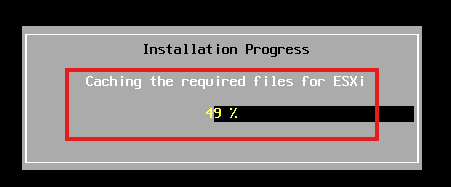 Installation Progress
Caching the required files for ESXi
49 %